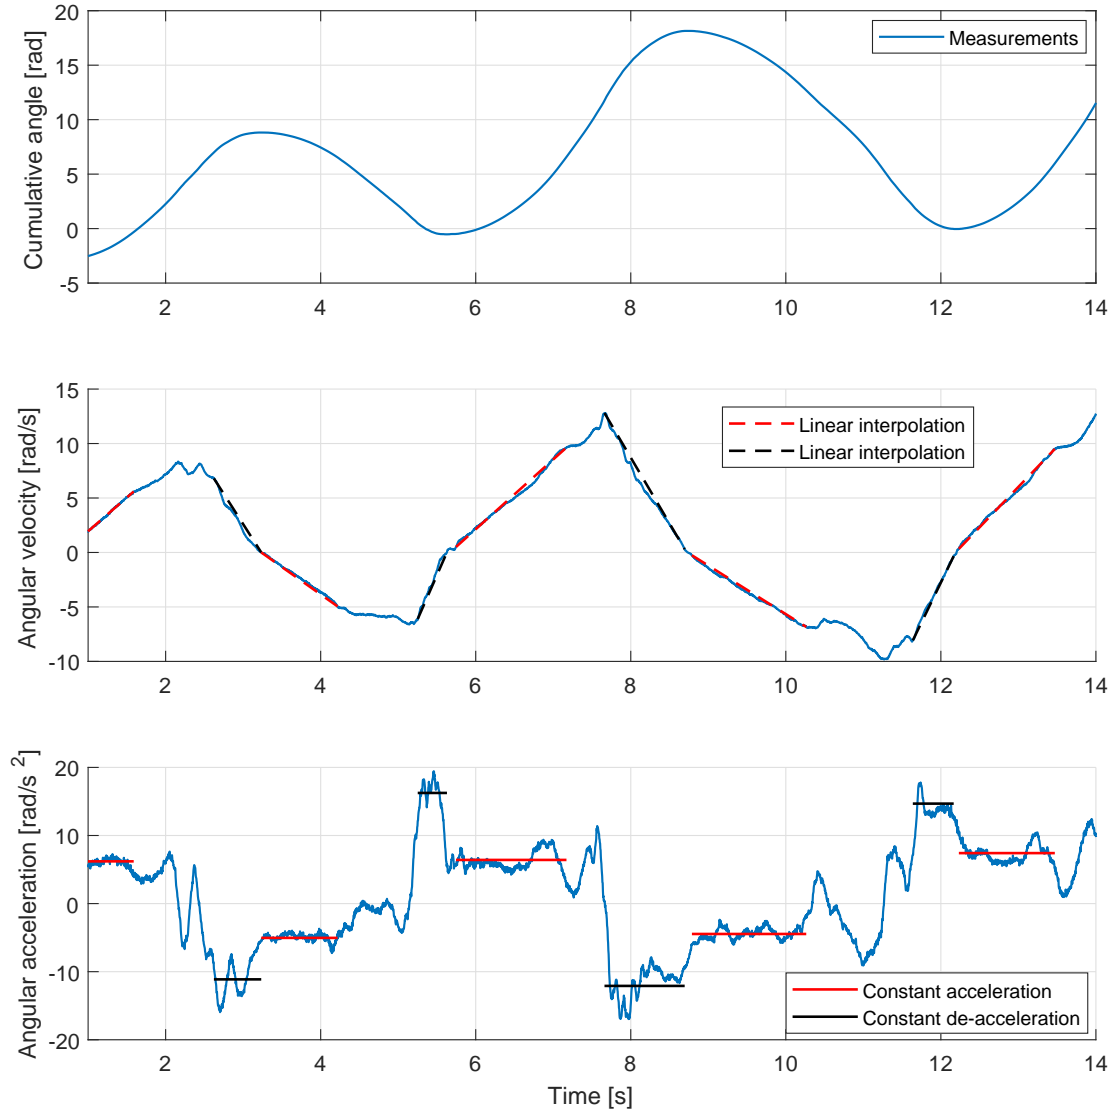 20
15
10
5
0
-5
Cumulative angle [rad]
Measurements
2 4 6 8 10 12 14
15
10
5
0
-5
-10
Angular velocity [rad/s]
Linear interpolation
Linear interpolation
2 4 6 8 10 12 14
20
10
0
-10
-20
Angular acceleration [rad/s 2]
Constant acceleration
Constant de-acceleration
2 4 6 8 10 12 14
Time [s]